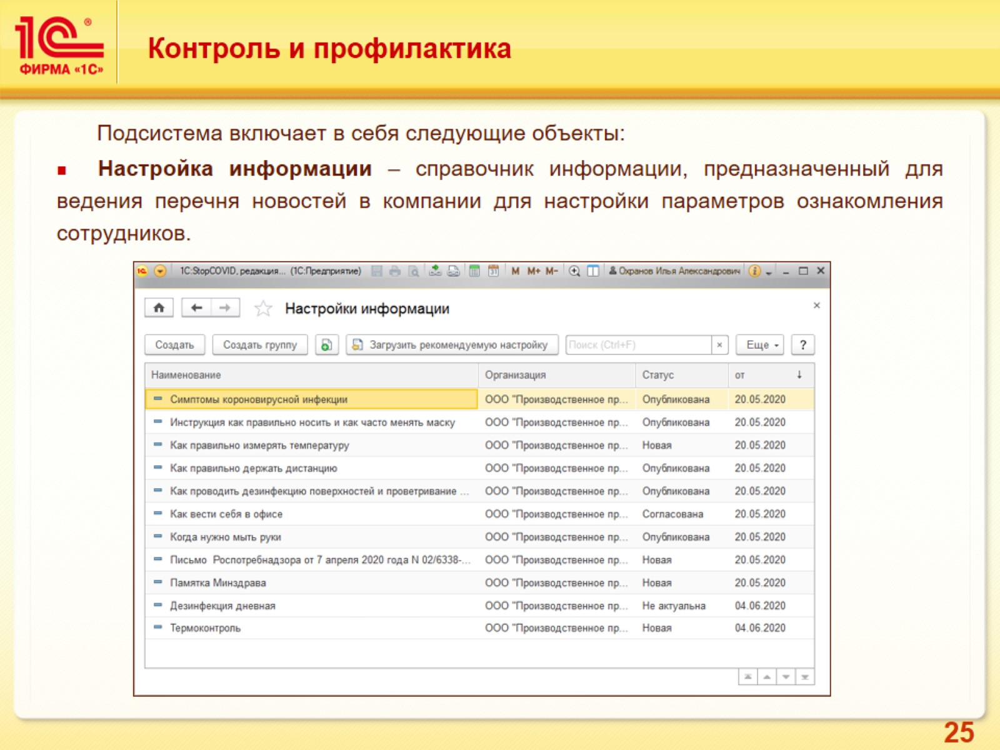 1С ®
ФИРМА «1С»
Контроль и профилактика
Подсистема включает в себя следующие объекты:
Настройка информации – справочник информации, предназначенный для
ведения перечня новостей в компании для настройки параметров ознакомления
сотрудников.
1С:StopCOVID, редакция... (1С:Предприятие) 31 M M+ M- Охранов Илья Александрович
Настройки информации
Создать Создать группу Загрузить рекомендуемую настройку Поиск (Ctrl+F) × Еще ?
Наименование Организация Статус от ↓
Симптомы короновирусной инфекции ООО "Производственное пр... Опубликована 20.05.2020
Инструкция как правильно носить и как часто менять маску ООО "Производственное пр... Опубликована 20.05.2020
Как правильно измерять температуру ООО "Производственное пр... Новая 20.05.2020
Как правильно держать дистанцию ООО "Производственное пр... Опубликована 20.05.2020
Как проводить дезинфекцию поверхностей и проветривание ... ООО "Производственное пр... Опубликована 20.05.2020
Как вести себя в офисе ООО "Производственное пр... Согласована 20.05.2020
Когда нужно мыть руки ООО "Производственное пр... Опубликована 20.05.2020
Письмо Роспотребнадзора от 7 апреля 2020 года N 02/6338-... ООО "Производственное пр... Новая 20.05.2020
Памятка Минздрава ООО "Производственное пр... Новая 20.05.2020
Дезинфекция дневная ООО "Производственное пр... Не актуальна 04.06.2020
Термоконтроль ООО "Производственное пр... Новая 04.06.2020
25